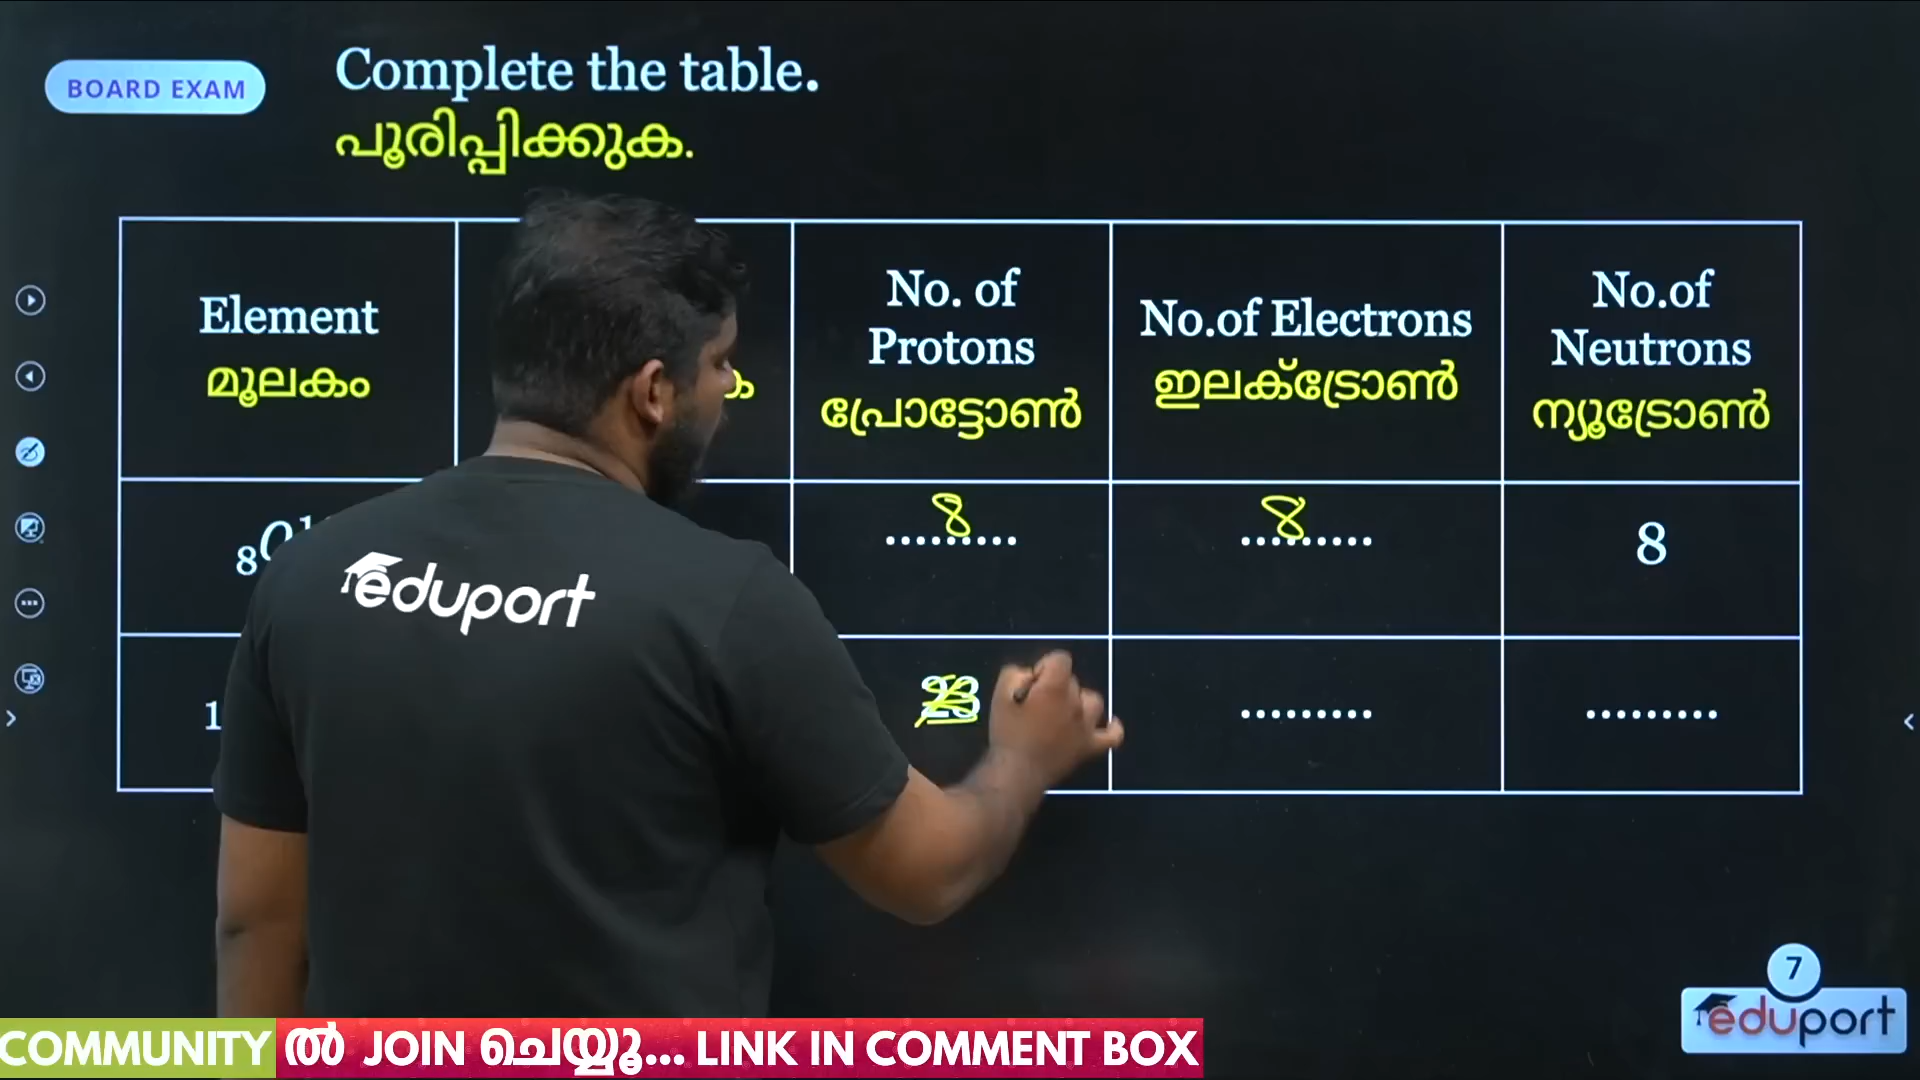 BOARD EXAM
Complete the table.
പൂരിപ്പിക്കുക.
Element
മൂലകം
No. of
Protons
പ്രോട്ടോൺ
No.of Electrons
ഇലക്ട്രോൺ
No.of
Neutrons
ന്യൂട്രോൺ
8
.........
8
.........
8
23
.........
.........
eduport
7
eduport
COMMUNITY ൽ JOIN ചെയ്യൂ... LINK IN COMMENT BOX